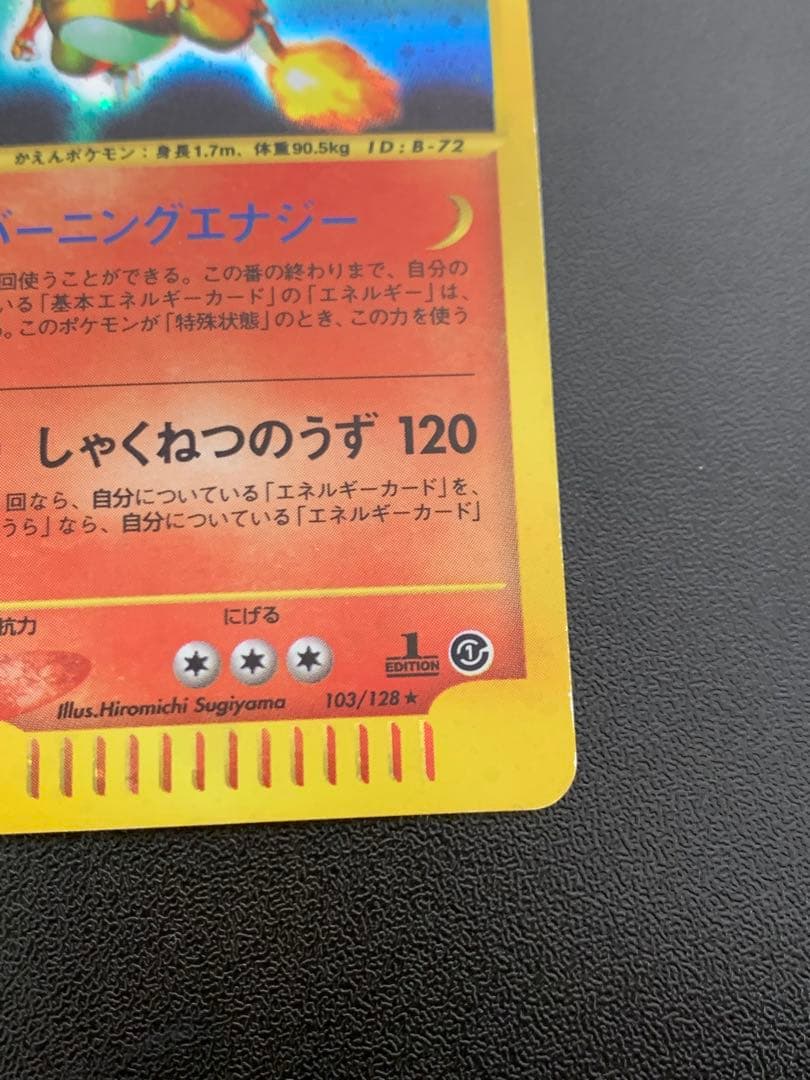 かえんポケモン：身長1.7m、体重90.5kg ID：B-72
バーニングエナジー
回使うことができる。この番の終わりまで、自分の
いる「基本エネルギーカード」の「エネルギー」は、
。このポケモンが「特殊状態」のとき、この力を使う
しゃくねつのうず 120
回なら、自分についている「エネルギーカード」を、
うら」なら、自分についている「エネルギーカード」
抗力
にげる
1
EDITION
Illus.Hiromichi Sugiyama 103/128★